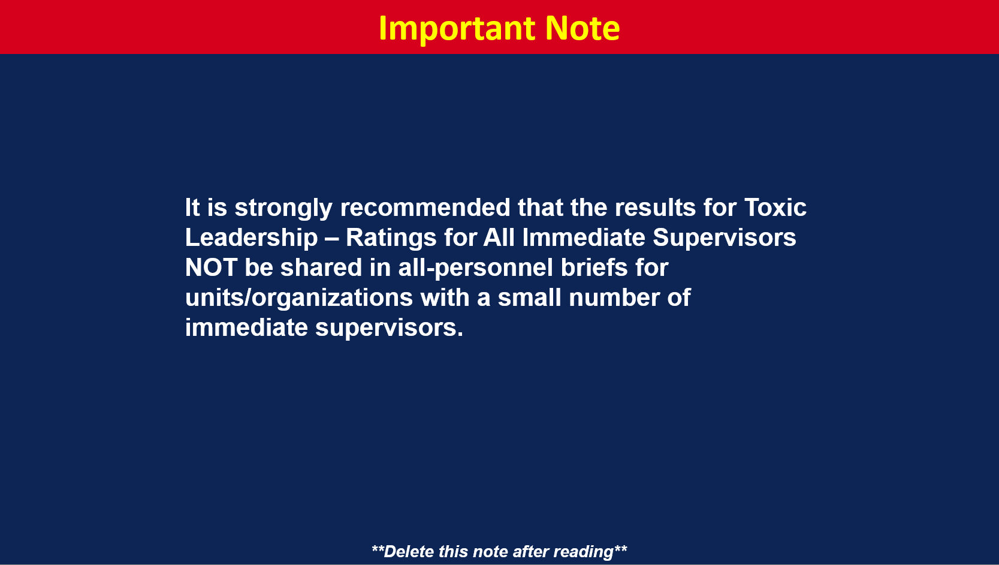 Important Note
It is strongly recommended that the results for Toxic
Leadership – Ratings for All Immediate Supervisors
NOT be shared in all-personnel briefs for
units/organizations with a small number of
immediate supervisors.
**Delete this note after reading**